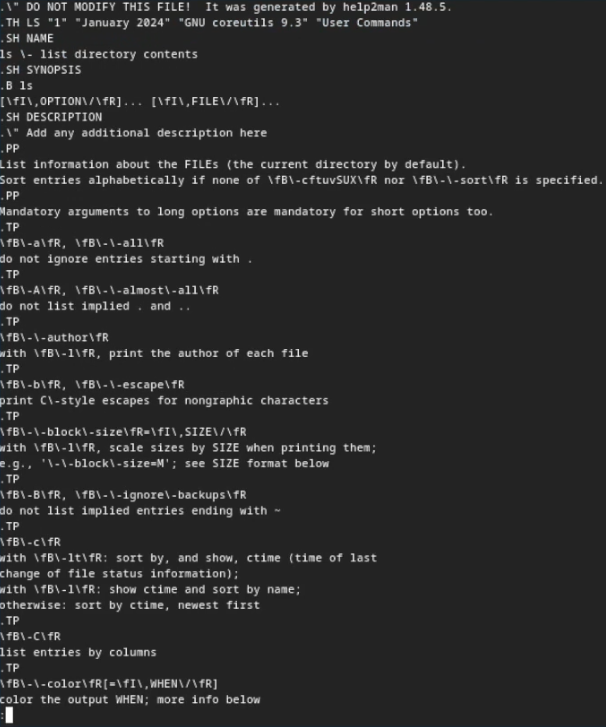 .\" DO NOT MODIFY THIS FILE!  It was generated by help2man 1.48.5.
.TH LS "1" "January 2024" "GNU coreutils 9.3" "User Commands"
.SH NAME
ls \- list directory contents
.SH SYNOPSIS
.B ls
[\fI\,OPTION\/\fR]... [\fI\,FILE\/\fR]...
.SH DESCRIPTION
.\" Add any additional description here
.PP
List information about the FILEs (the current directory by default).
Sort entries alphabetically if none of \fB\-cftuvSUX\fR nor \fB\-\-sort\fR is specified.
.PP
Mandatory arguments to long options are mandatory for short options too.
.TP
\fB\-a\fR, \fB\-\-all\fR
do not ignore entries starting with .
.TP
\fB\-A\fR, \fB\-\-almost\-all\fR
do not list implied . and ..
.TP
\fB\-\-author\fR
with \fB\-l\fR, print the author of each file
.TP
\fB\-b\fR, \fB\-\-escape\fR
print C\-style escapes for nongraphic characters
.TP
\fB\-\-block\-size\fR=\fI\,SIZE\/\fR
with \fB\-l\fR, scale sizes by SIZE when printing them;
e.g., '\-\-block\-size=M'; see SIZE format below
.TP
\fB\-B\fR, \fB\-\-ignore\-backups\fR
do not list implied entries ending with ~
.TP
\fB\-c\fR
with \fB\-lt\fR: sort by, and show, ctime (time of last
change of file status information);
with \fB\-l\fR: show ctime and sort by name;
otherwise: sort by ctime, newest first
.TP
\fB\-C\fR
list entries by columns
.TP
\fB\-\-color\fR[=\fI\,WHEN\/\fR]
color the output WHEN; more info below
: